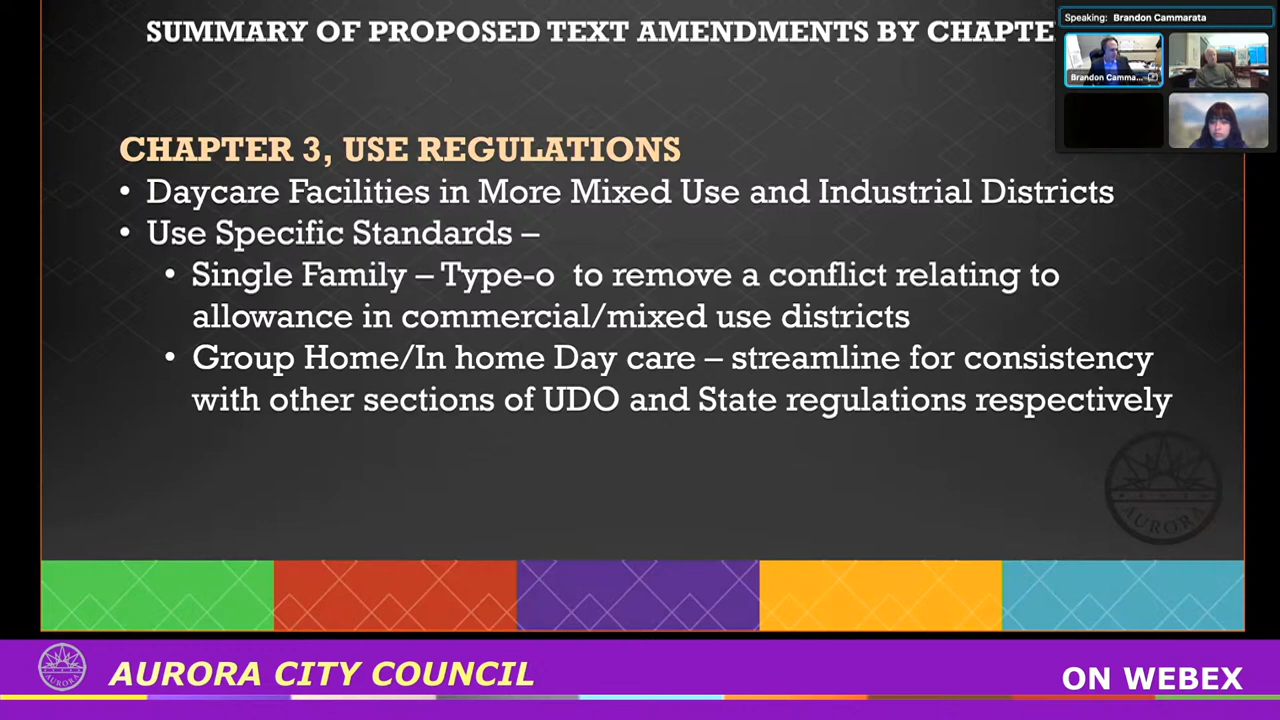 SUMMARY OF PROPOSED TEXT AMENDMENTS BY CHAPTE
Speaking: Brandon Cammarata
Brandon Camma...
CHAPTER 3, USE REGULATIONS
• Daycare Facilities in More Mixed Use and Industrial Districts
• Use Specific Standards –
• Single Family – Type-o to remove a conflict relating to
allowance in commercial/mixed use districts
• Group Home/In home Day care – streamline for consistency
with other sections of UDO and State regulations respectively
AURORA
AURORA CITY COUNCIL
ON WEBEX